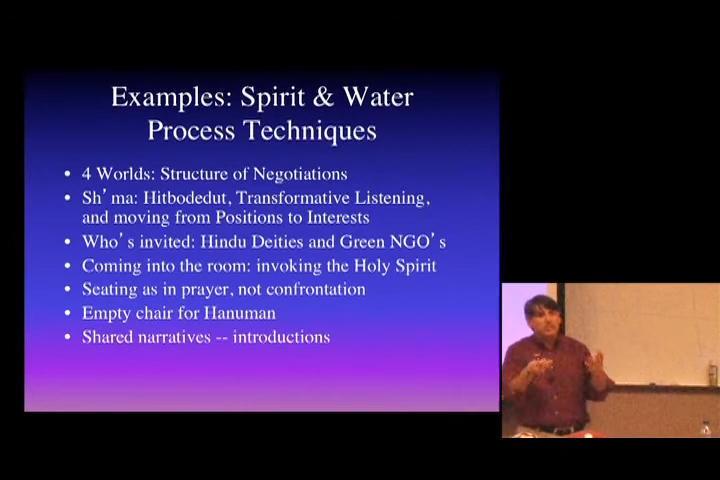 Examples: Spirit & Water
Process Techniques
• 4 Worlds: Structure of Negotiations
• Sh’ma: Hitbodedut, Transformative Listening,
and moving from Positions to Interests
• Who’s invited: Hindu Deities and Green NGO’s
• Coming into the room: invoking the Holy Spirit
• Seating as in prayer, not confrontation
• Empty chair for Hanuman
• Shared narratives -- introductions